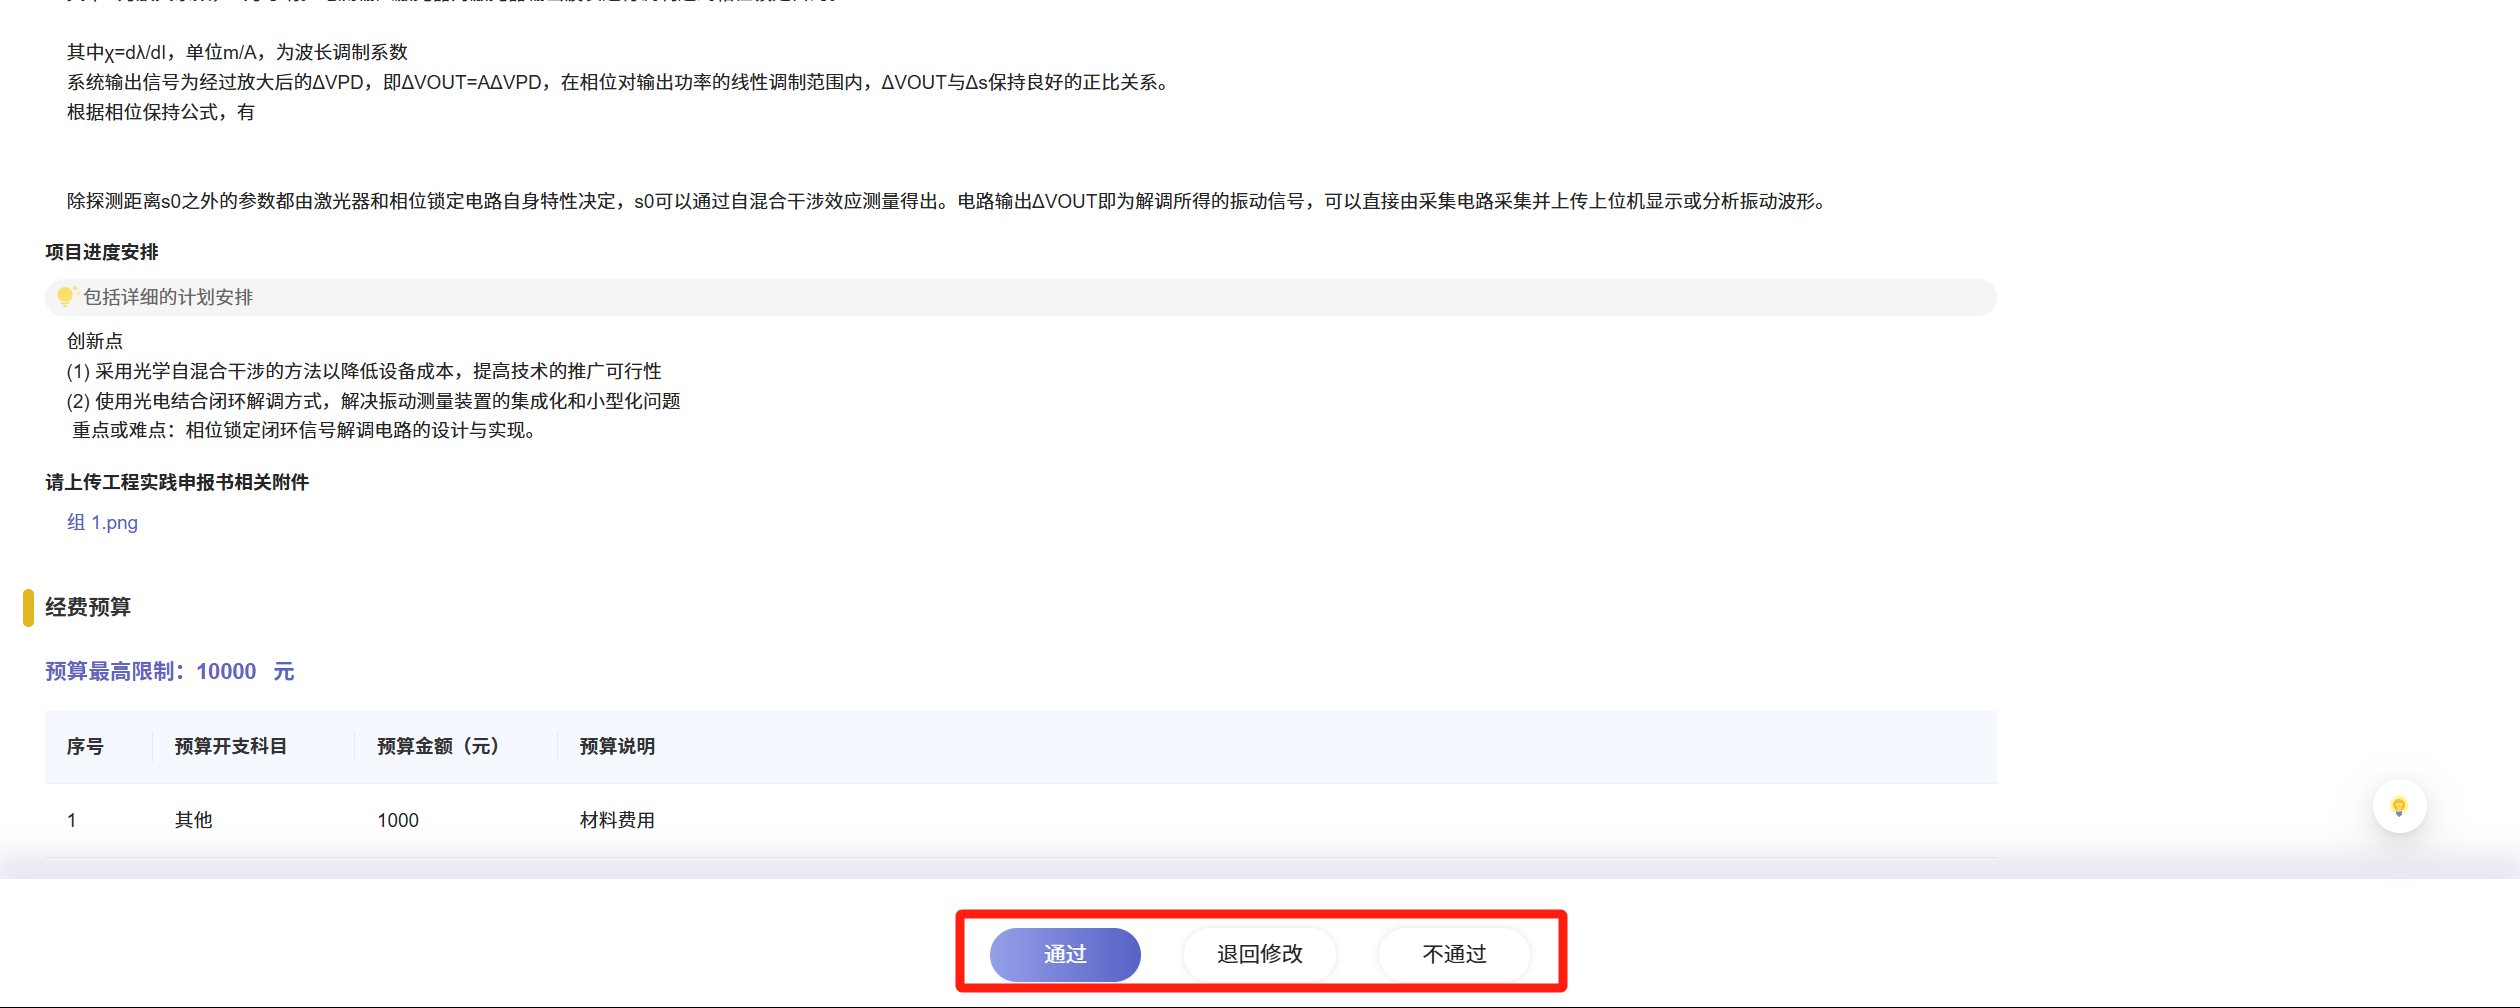 其中χ=dλ/dI，单位m/A，为波长调制系数
系统输出信号为经过放大后的ΔVPD，即ΔVOUT=AΔVPD，在相位对输出功率的线性调制范围内，ΔVOUT与Δs保持良好的正比关系。
根据相位保持公式，有
除探测距离s0之外的参数都由激光器和相位锁定电路自身特性决定，s0可以通过自混合干涉效应测量得出。电路输出ΔVOUT即为解调所得的振动信号，可以直接由采集电路采集并上传上位机显示或分析振动波形。
项目进度安排
包括详细的计划安排
创新点
(1) 采用光学自混合干涉的方法以降低设备成本，提高技术的推广可行性
(2) 使用光电结合闭环解调方式，解决振动测量装置的集成化和小型化问题
重点或难点：相位锁定闭环信号解调电路的设计与实现。
请上传工程实践申报书相关附件
组 1.png
经费预算
预算最高限制：10000 元
序号 预算开支科目 预算金额（元） 预算说明
1 其他 1000 材料费用
通过 退回修改 不通过